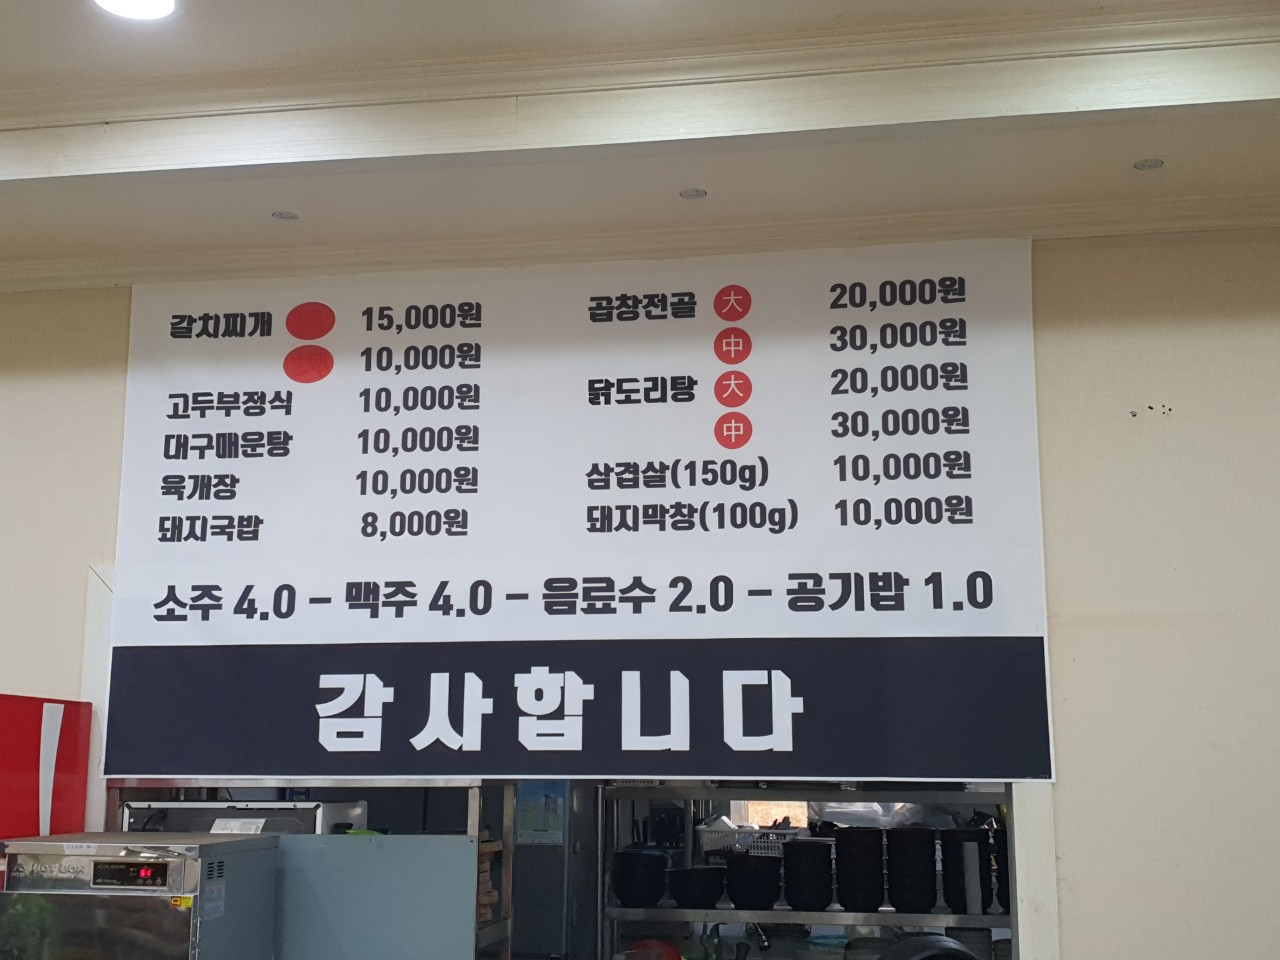 갈치찌개 15,000원
10,000원
고두부정식 10,000원
대구매운탕 10,000원
육개장 10,000원
돼지국밥 8,000원
곱창전골 大 20,000원
中 30,000원
닭도리탕 大 20,000원
中 30,000원
삼겹살(150g) 10,000원
돼지막창(100g) 10,000원
소주 4.0 - 맥주 4.0 - 음료수 2.0 - 공기밥 1.0
감사합니다
HOT BOX